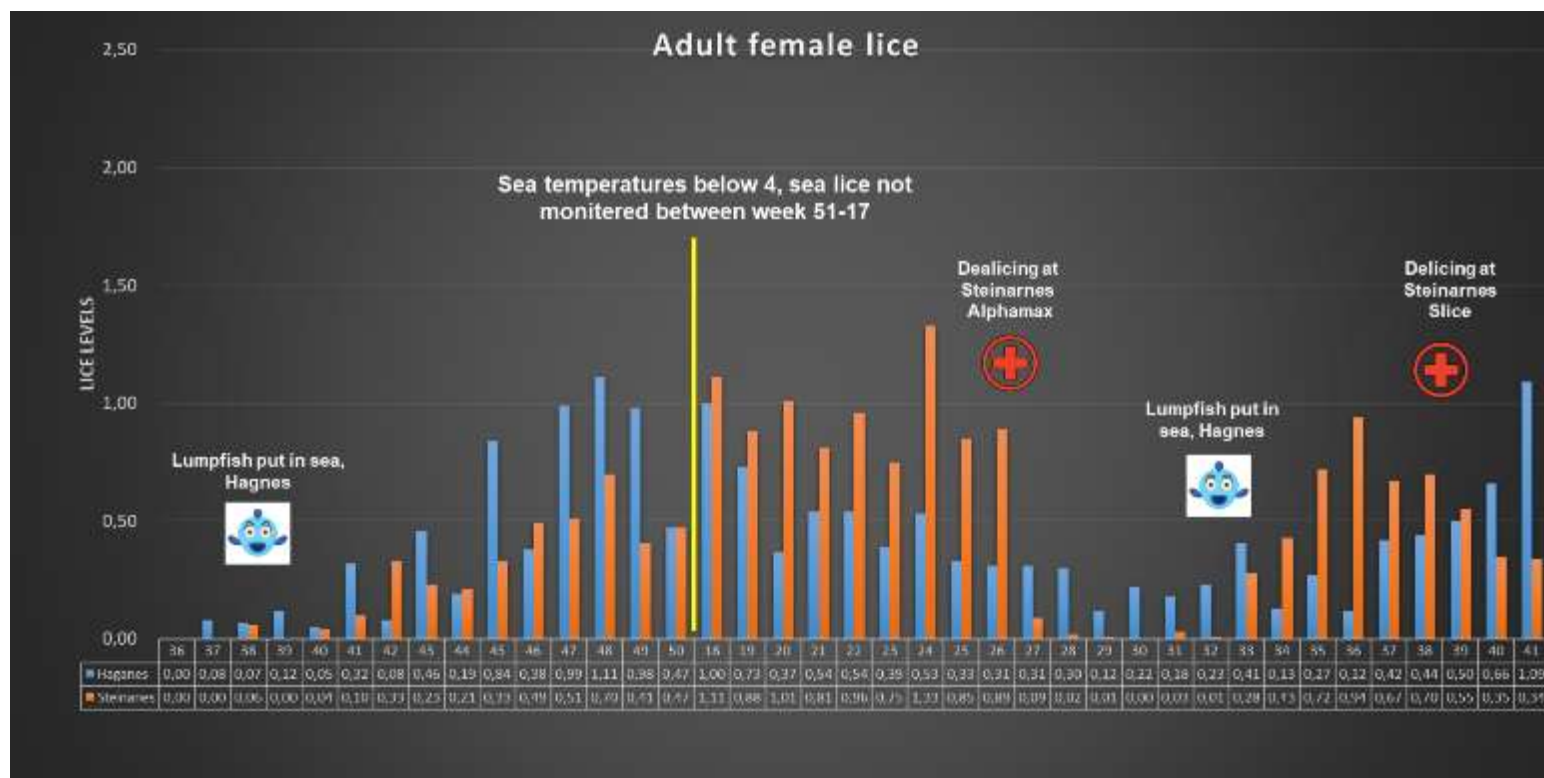 Adult female lice
2,50
2,00
Sea temperatures below 4, sea lice not
monitered between week 51-17
1,50
Dealicing at
Steinarnes
Alphamax
Delicing at
Steinarnes
Slice
LICE LEVELS
1,00
Lumpfish put in
sea, Hagnes
Lumpfish put in sea,
Hagnes
0,50
0,00
36 37 38 39 40 41 42 43 44 45 46 47 48 49 50 18 19 20 21 22 23 24 25 26 27 28 29 30 31 32 33 34 35 36 37 38 39 40 41
Haganes 0,00 0,08 0,07 0,12 0,05 0,32 0,08 0,46 0,19 0,84 0,38 0,99 1,11 0,98 0,47 1,00 0,73 0,37 0,54 0,54 0,39 0,53 0,33 0,31 0,31 0,30 0,12 0,22 0,18 0,23 0,41 0,13 0,27 0,12 0,42 0,44 0,50 0,66 1,09
Steinarnes 0,00 0,00 0,06 0,00 0,04 0,10 0,33 0,23 0,21 0,33 0,49 0,51 0,70 0,41 0,47 1,11 0,88 1,01 0,81 0,96 0,75 1,33 0,85 0,89 0,09 0,02 0,01 0,00 0,03 0,01 0,28 0,43 0,72 0,94 0,67 0,70 0,55 0,35 0,34